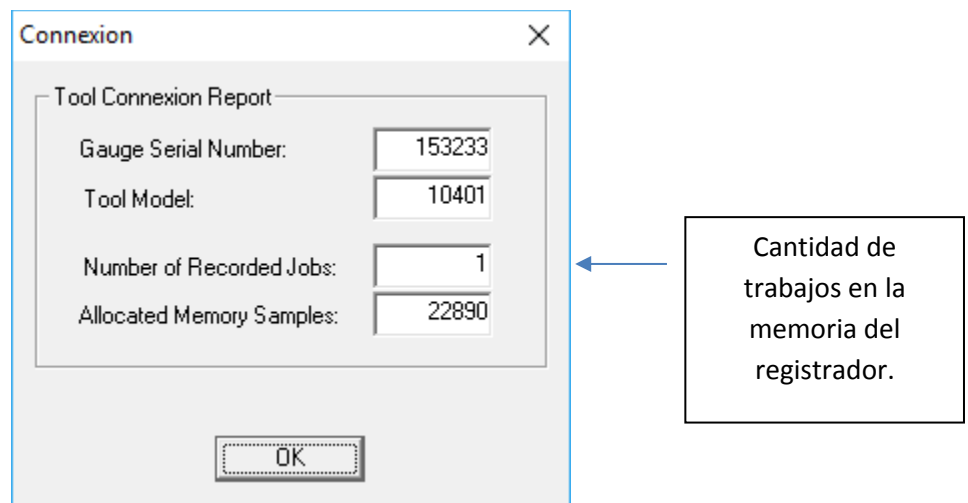 Connexion
Tool Connexion Report
Gauge Serial Number: 153233
Tool Model: 10401
Number of Recorded Jobs: 1
Allocated Memory Samples: 22890
OK
Cantidad de
trabajos en la
memoria del
registrador.